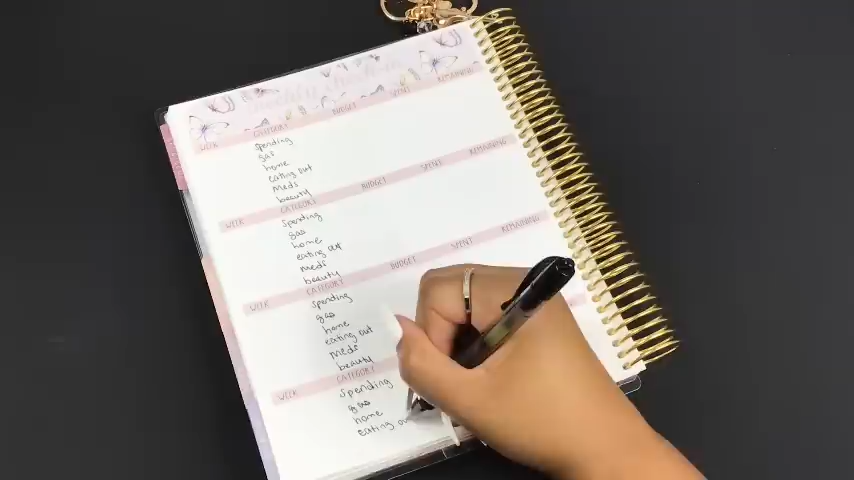 WEEK CATEGORY BUDGET SPENT REMAINING
spending
gas
home
eating out
Meds
beauty
WEEK CATEGORY BUDGET SPENT REMAINING
spending
gas
home
eating out
meds
beauty
WEEK CATEGORY BUDGET SPENT REMAINING
spending
gas
home
eating out
Meds
beauty
WEEK CATEGORY
spending
gas
home
eating ou